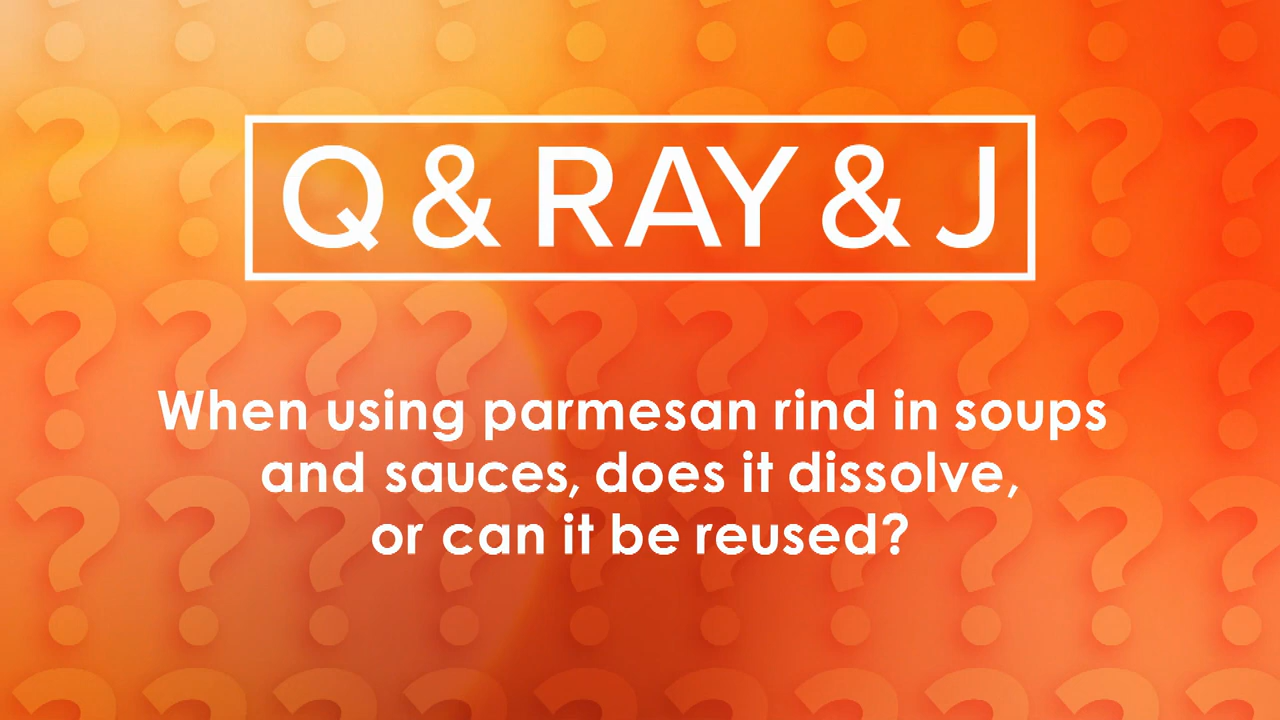 Q & RAY & J
When using parmesan rind in soups
and sauces, does it dissolve,
or can it be reused?